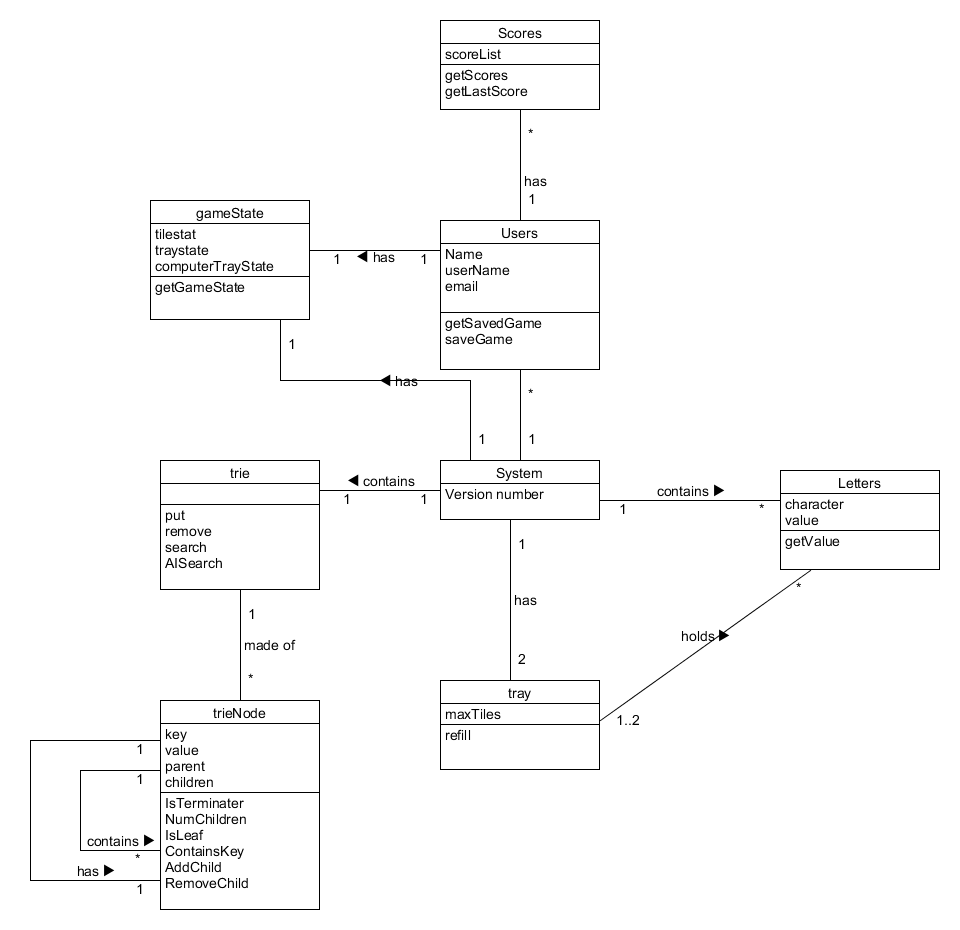 Scores
scoreList
getScores
getLastScore
*
has
1
gameState
tilestat
traystate
computerTrayState
getGameState
1
◀ has
1
Users
Name
userName
email
getSavedGame
saveGame
1
◀ has
1
*
1
trie
put
remove
search
AISearch
◀ contains
1
1
System
Version number
contains ▶
1
*
Letters
character
value
getValue
1
has
2
*
holds ▶
1..2
tray
maxTiles
refill
1
made of
*
trieNode
key
value
parent
children
IsTerminater
NumChildren
IsLeaf
ContainsKey
AddChild
RemoveChild
1
1
contains ▶
*
has ▶
1